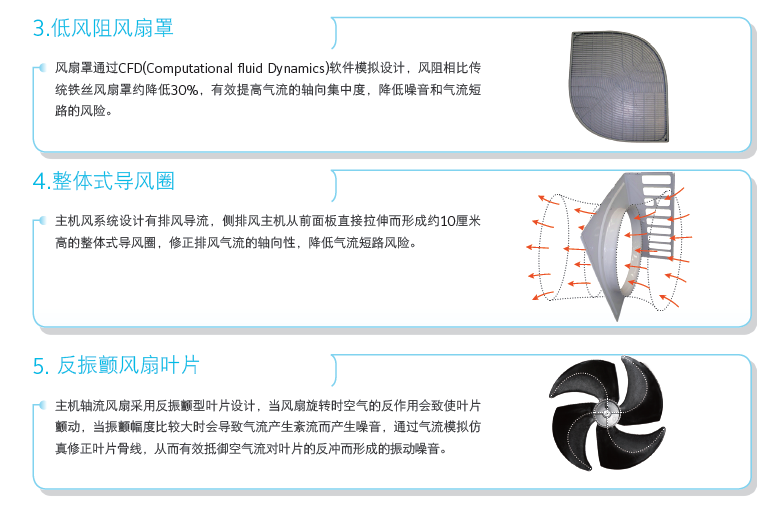 3.低风阻风扇罩
风扇罩通过CFD(Computational fluid Dynamics)软件模拟设计，风阻相比传
统铁丝风扇罩约降低30%，有效提高气流的轴向集中度，降低噪音和气流短
路的风险。
4.整体式导风圈
主机风系统设计有排风导流，侧排风主机从前面板直接拉伸而形成约10厘米
高的整体式导风圈，修正排风气流的轴向性，降低气流短路风险。
5. 反振颤风扇叶片
主机轴流风扇采用反振颤型叶片设计，当风扇旋转时空气的反作用会致使叶片
颤动，当振颤幅度比较大时会导致气流产生紊流而产生噪音，通过气流模拟仿
真修正叶片骨线，从而有效抵御空气流对叶片的反冲而形成的振动噪音。